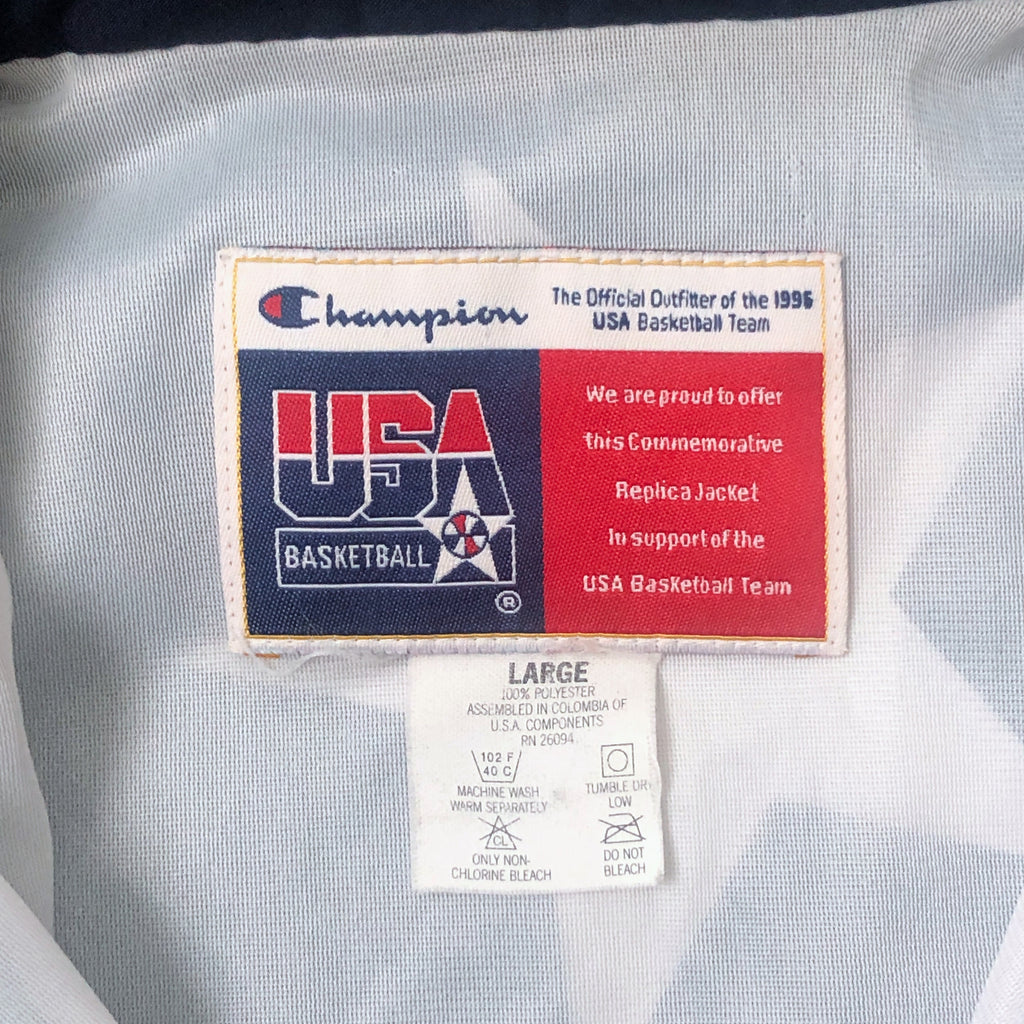 Champion
The Official Outfitter of the 1996
USA Basketball Team
USA
BASKETBALL
®
We are proud to offer
this Commemorative
Replica Jacket
In support of the
USA Basketball Team
LARGE
100% POLYESTER
ASSEMBLED IN COLOMBIA OF
U.S.A. COMPONENTS
RN 26094
102 F
40 C
MACHINE WASH
WARM SEPARATELY
TUMBLE DRY
LOW
CL
ONLY NON-
CHLORINE BLEACH
DO NOT
BLEACH